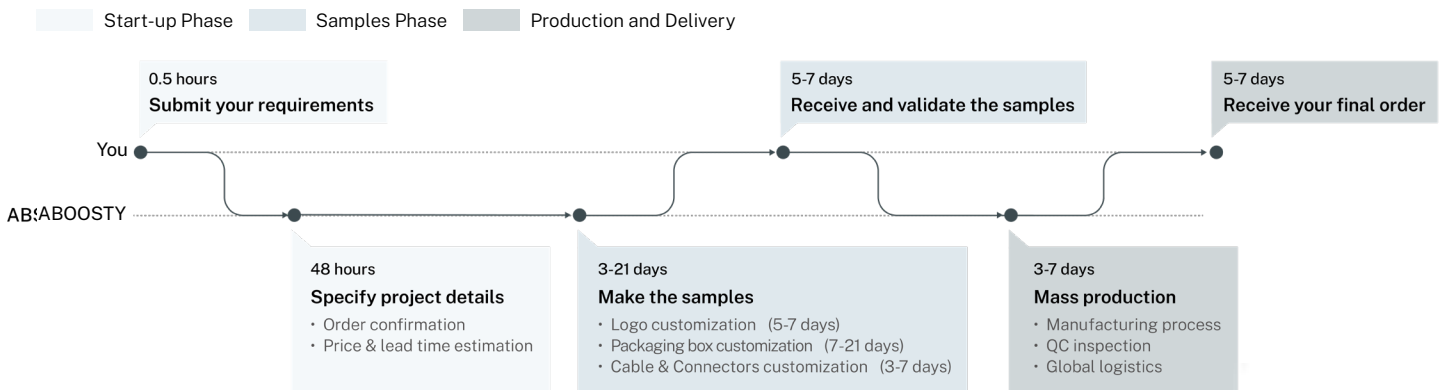 Start-up Phase
Samples Phase
Production and Delivery
0.5 hours
Submit your requirements
5-7 days
Receive and validate the samples
5-7 days
Receive your final order
You
ABOOSTY
48 hours
Specify project details
• Order confirmation
• Price & lead time estimation
3-21 days
Make the samples
• Logo customization (5-7 days)
• Packaging box customization (7-21 days)
• Cable & Connectors customization (3-7 days)
3-7 days
Mass production
• Manufacturing process
• QC inspection
• Global logistics